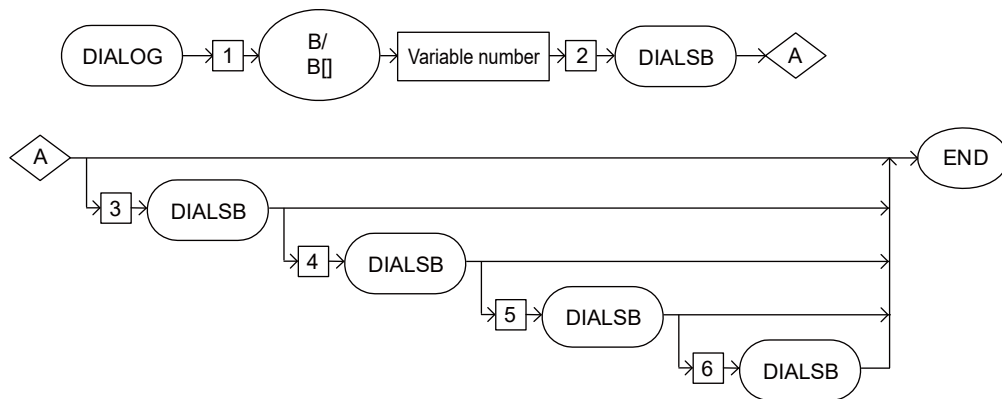 DIALOG 1 B/
B[] Variable number 2 DIALSB A
A END
3 DIALSB
4 DIALSB
5 DIALSB
6 DIALSB